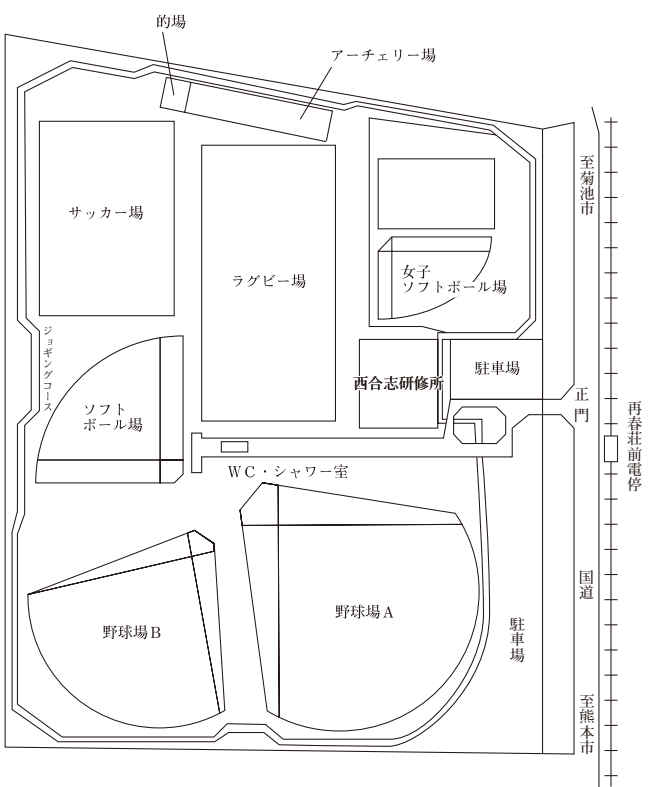 的場
アーチェリー場
サッカー場
ラグビー場
女子
ソフトボール場
至菊池市
ジョギングコース
ソフト
ボール場
西合志研修所
駐車場
正門
再春荘前電停
WC・シャワー室
野球場A
野球場B
国道
駐車場
至熊本市